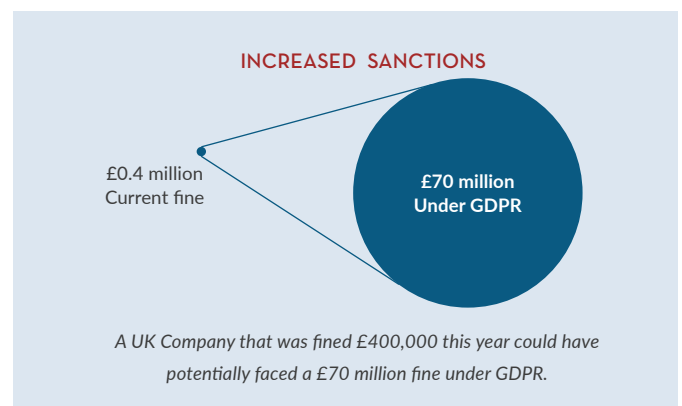 INCREASED SANCTIONS
£0.4 million
Current fine
£70 million
Under GDPR
A UK Company that was fined £400,000 this year could have
potentially faced a £70 million fine under GDPR.